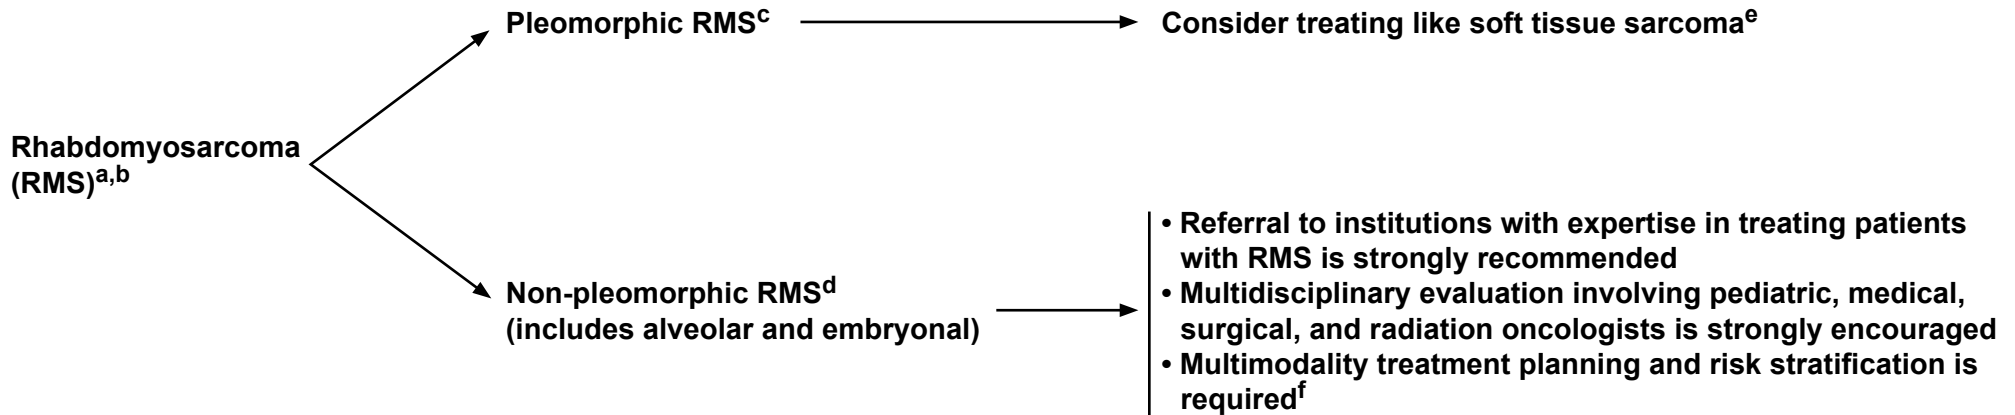 Pleomorphic RMSc
Consider treating like soft tissue sarcomae
Rhabdomyosarcoma
(RMS)a,b
Non-pleomorphic RMSd
(includes alveolar and embryonal)
• Referral to institutions with expertise in treating patients
with RMS is strongly recommended
• Multidisciplinary evaluation involving pediatric, medical,
surgical, and radiation oncologists is strongly encouraged
• Multimodality treatment planning and risk stratification is
requiredf